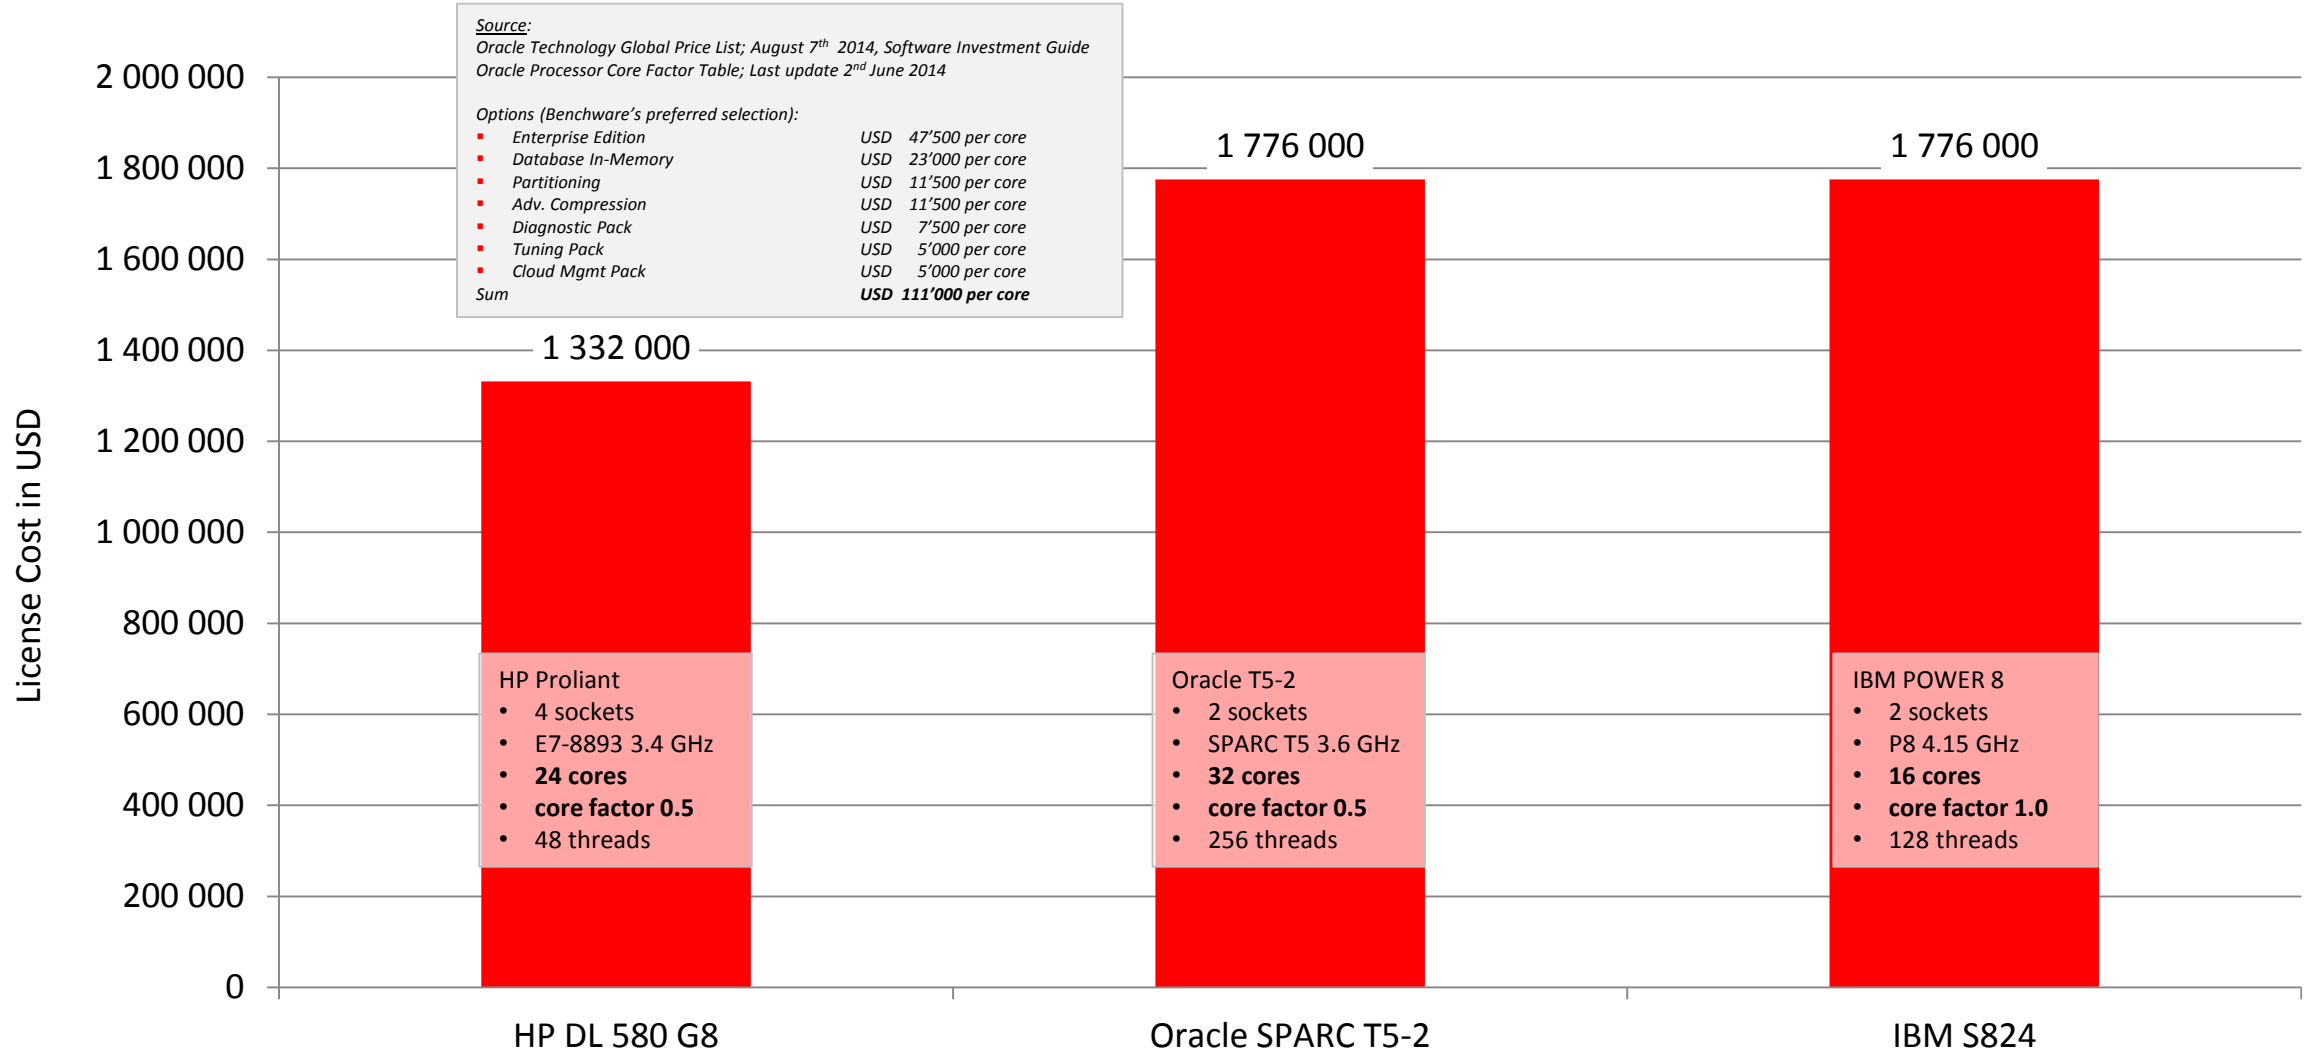 Source:
Oracle Technology Global Price List; August 7th 2014, Software Investment Guide
Oracle Processor Core Factor Table; Last update 2nd June 2014
Options (Benchware’s preferred selection):
▪ Enterprise Edition USD 47’500 per core
▪ Database In-Memory USD 23’000 per core
▪ Partitioning USD 11’500 per core
▪ Adv. Compression USD 11’500 per core
▪ Diagnostic Pack USD 7’500 per core
▪ Tuning Pack USD 5’000 per core
▪ Cloud Mgmt Pack USD 5’000 per core
Sum USD 111’000 per core
License Cost in USD
2 000 000
1 800 000
1 600 000
1 400 000
1 200 000
1 000 000
800 000
600 000
400 000
200 000
0
1 332 000
1 776 000
1 776 000
HP Proliant
• 4 sockets
• E7-8893 3.4 GHz
• 24 cores
• core factor 0.5
• 48 threads
Oracle T5-2
• 2 sockets
• SPARC T5 3.6 GHz
• 32 cores
• core factor 0.5
• 256 threads
IBM POWER 8
• 2 sockets
• P8 4.15 GHz
• 16 cores
• core factor 1.0
• 128 threads
HP DL 580 G8
Oracle SPARC T5-2
IBM S824